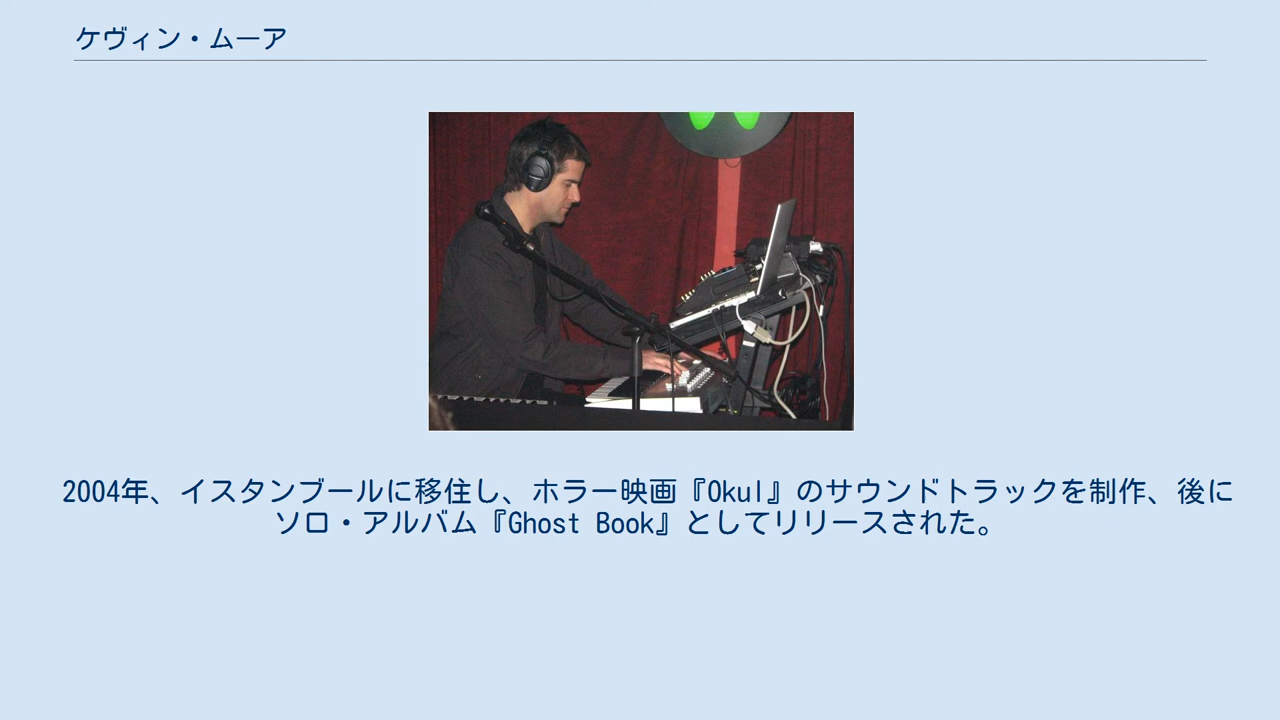 ケヴィン・ムーア
2004年、イスタンブールに移住し、ホラー映画『Okul』のサウンドトラックを制作、後に
ソロ・アルバム『Ghost Book』としてリリースされた。